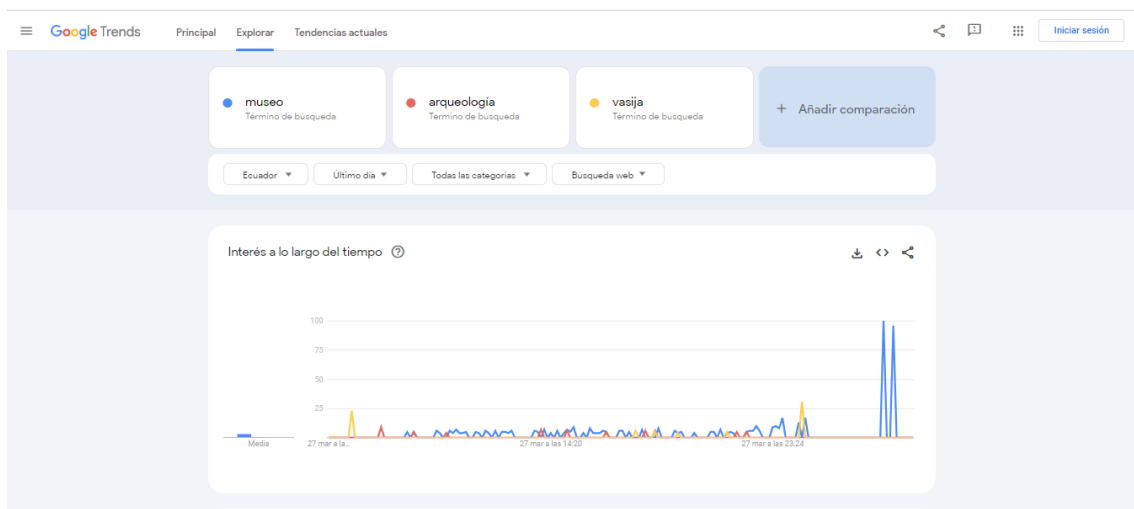 Google Trends
Principal
Explorar
Tendencias actuales
Iniciar sesión
museo
Término de búsqueda
arqueología
Término de búsqueda
vasija
Término de búsqueda
+ Añadir comparación
Ecuador
Último día
Todas las categorías
Búsqueda web
Interés a lo largo del tiempo
100
75
50
25
Media
27 mar a la...
27 mar a las 14:20
27 mar a las 23:24